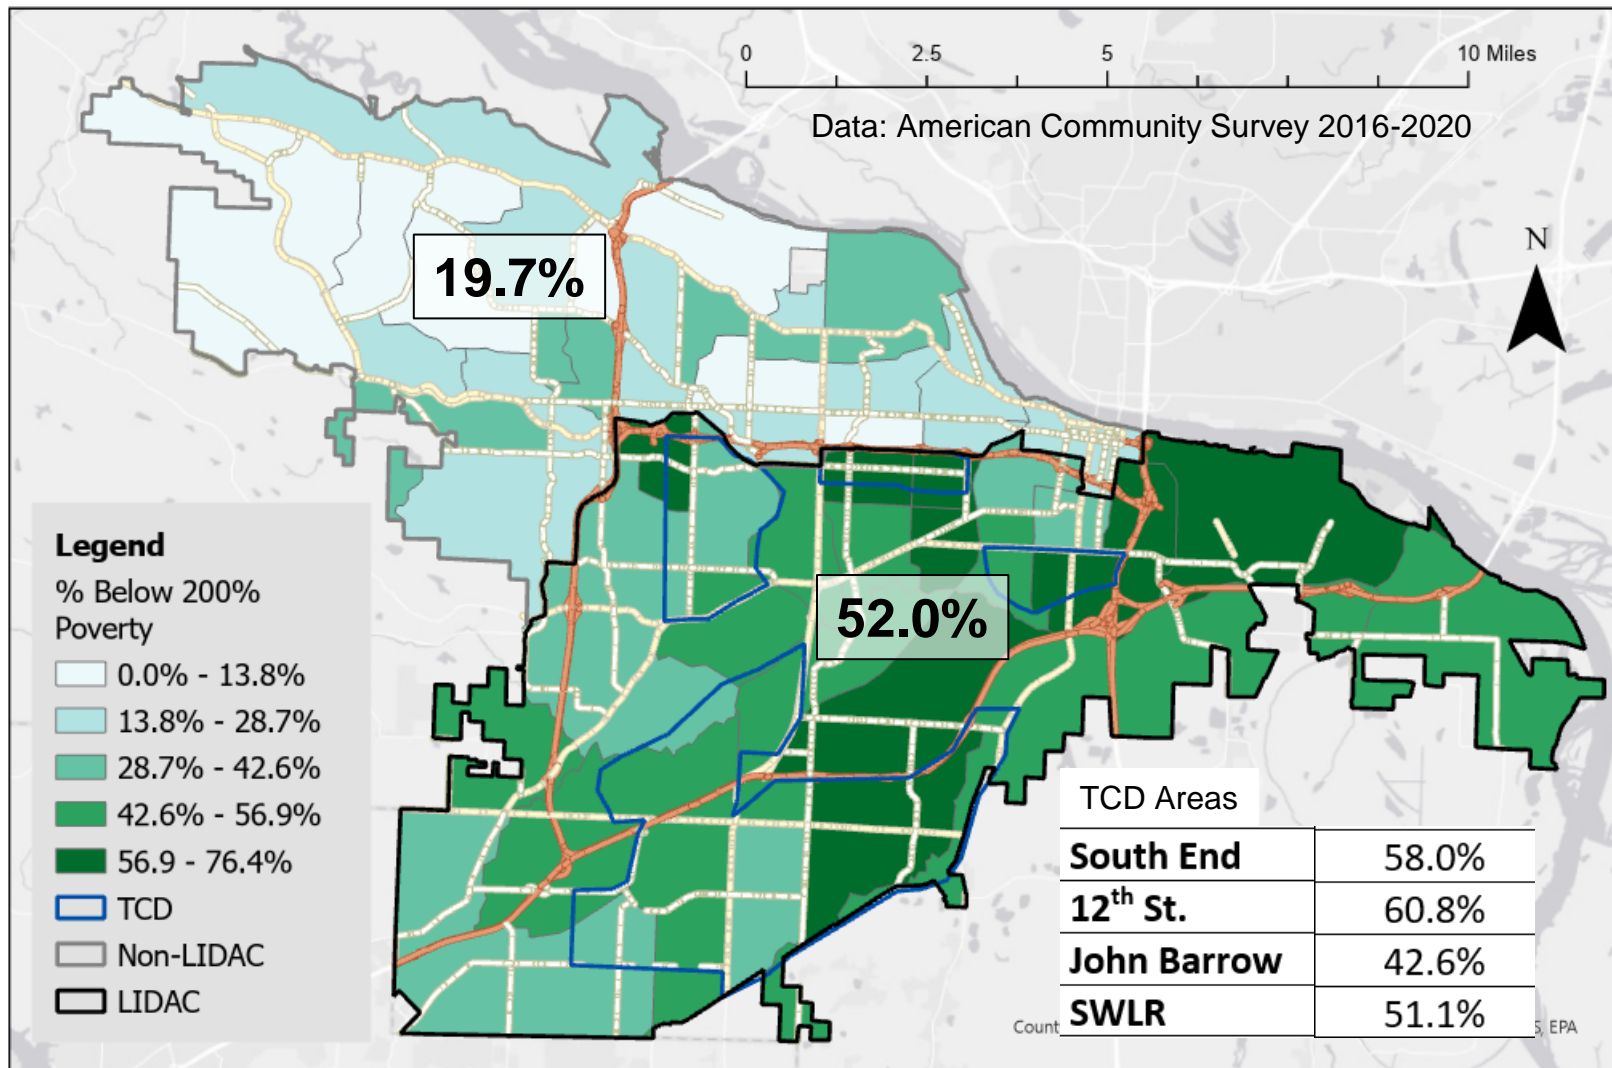 0 2.5 5 10 Miles
Data: American Community Survey 2016-2020
N
19.7%
52.0%
Legend
% Below 200%
Poverty
0.0% - 13.8%
13.8% - 28.7%
28.7% - 42.6%
42.6% - 56.9%
56.9 - 76.4%
TCD
Non-LIDAC
LIDAC
TCD Areas
South End 58.0%
12th St. 60.8%
John Barrow 42.6%
SWLR 51.1%
EPA